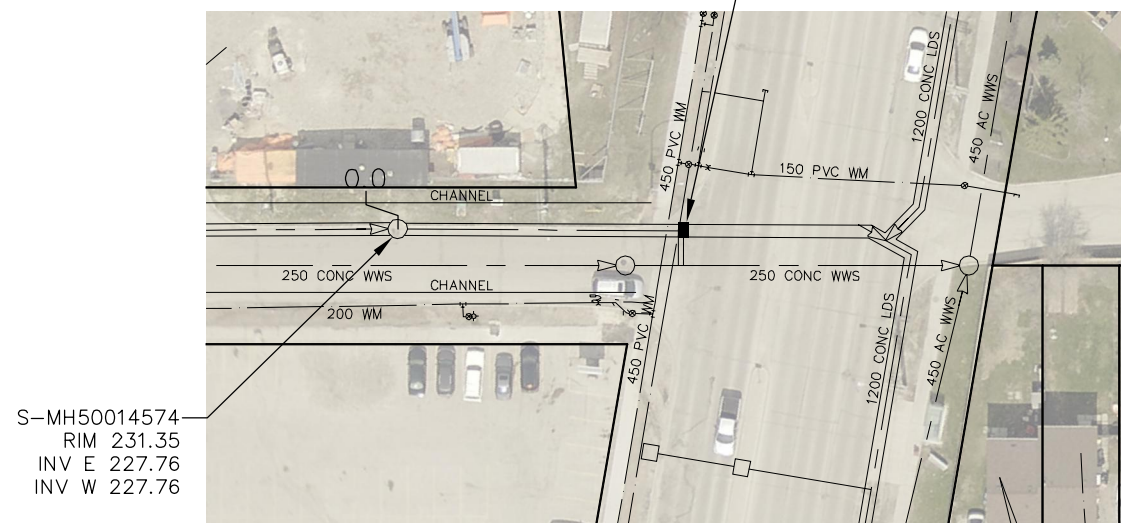 1200 CONC LDS
450 AC WWS
450 PVC WM
150 PVC WM
CHANNEL
250 CONC WWS
250 CONC WWS
CHANNEL
200 WM
450 PVC WM
1200 CONC LDS
450 AC WWS
S-MH50014574
RIM 231.35
INV E 227.76
INV W 227.76